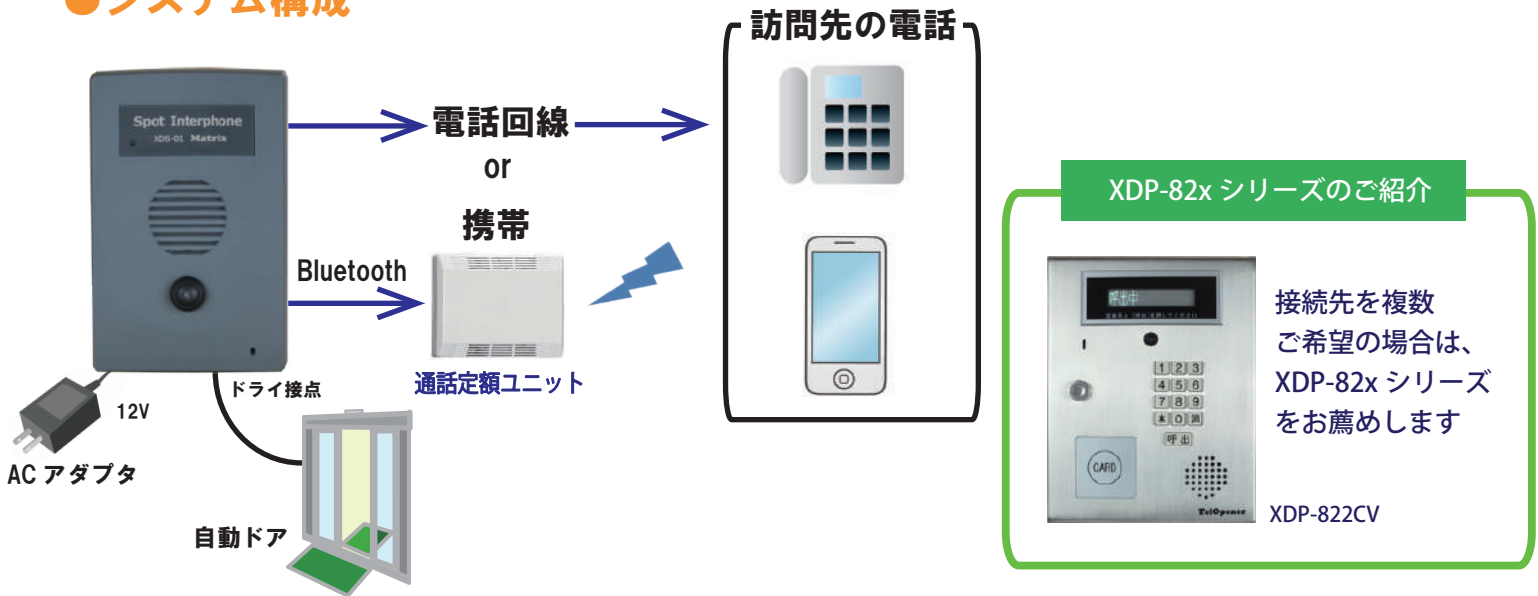 ●システム構成
Spot Interphone
XDS-01 Matrix
電話回線
or
携帯
Bluetooth
通話定額ユニット
訪問先の電話
12V
ドライ接点
AC アダプタ
自動ドア
XDP-82x シリーズのご紹介
接続先を複数
ご希望の場合は、
XDP-82x シリーズ
をお薦めします
呼出中
1 2 3
4 5 6
7 8 9
呼出
CARD
TelOpener
XDP-822CV